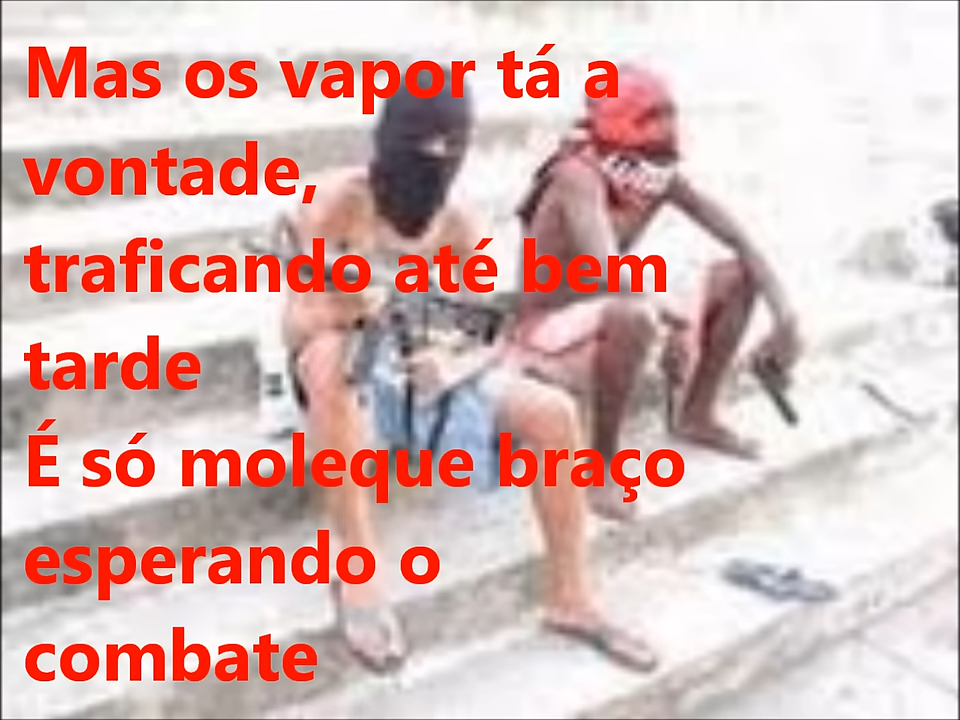 Mas os vapor tá a
vontade,
traficando até bem
tarde
É só moleque braço
esperando o
combate